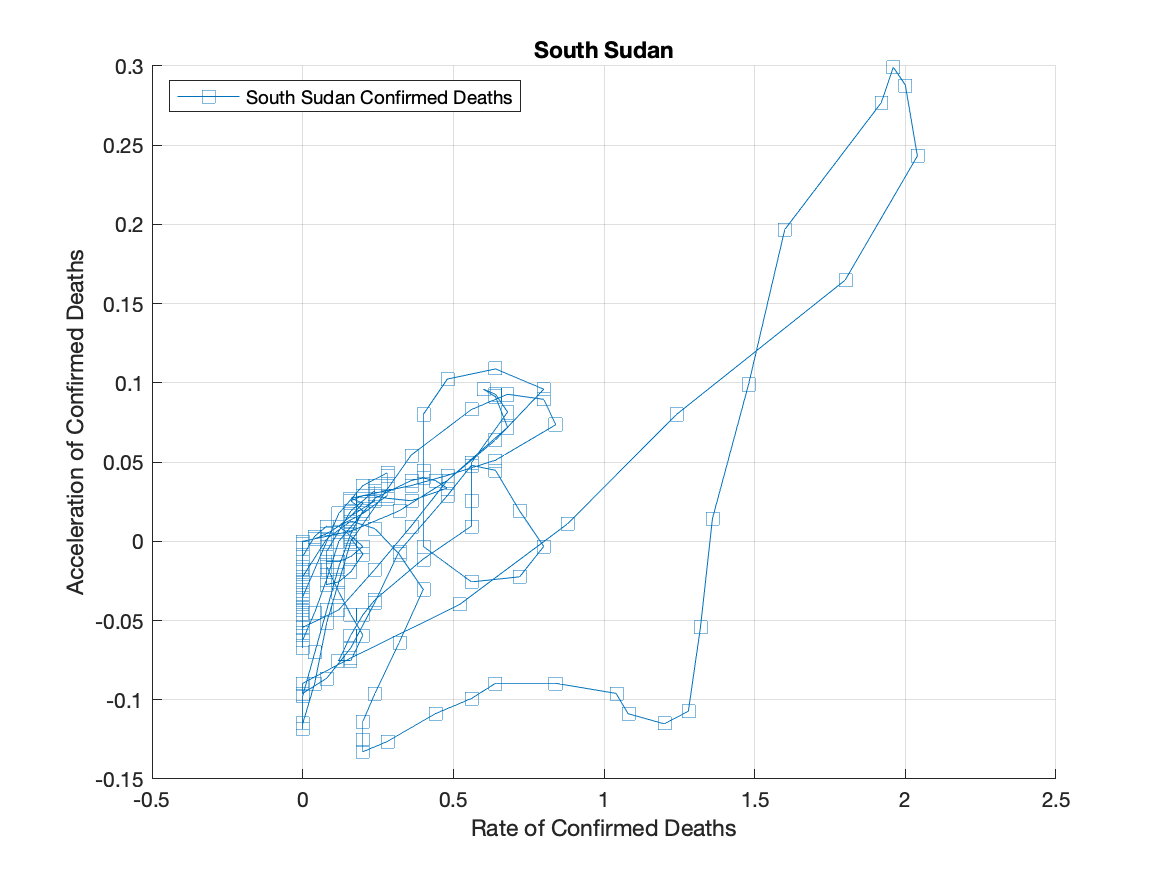 South Sudan
South Sudan Confirmed Deaths
0.3
0.25
0.2
0.15
0.1
0.05
0
-0.05
-0.1
-0.15
Acceleration of Confirmed Deaths
-0.5 0 0.5 1 1.5 2 2.5
Rate of Confirmed Deaths